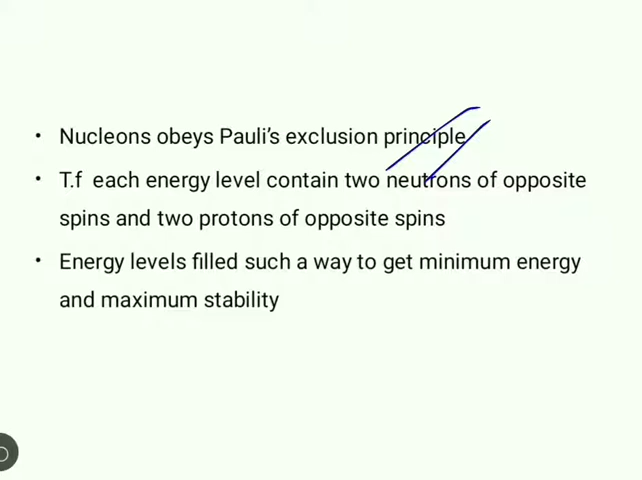 • Nucleons obeys Pauli's exclusion principle
• T.f each energy level contain two neutrons of opposite
spins and two protons of opposite spins
• Energy levels filled such a way to get minimum energy
and maximum stability